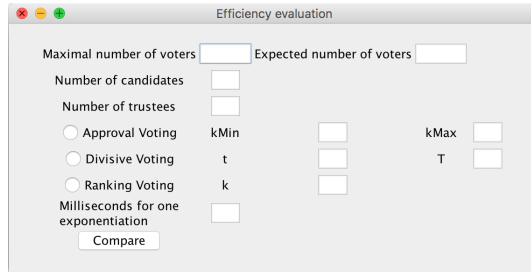 Efficiency evaluation
Maximal number of voters Expected number of voters
Number of candidates
Number of trustees
Approval Voting kMin kMax
Divisive Voting t T
Ranking Voting k
Milliseconds for one
exponentiation
Compare